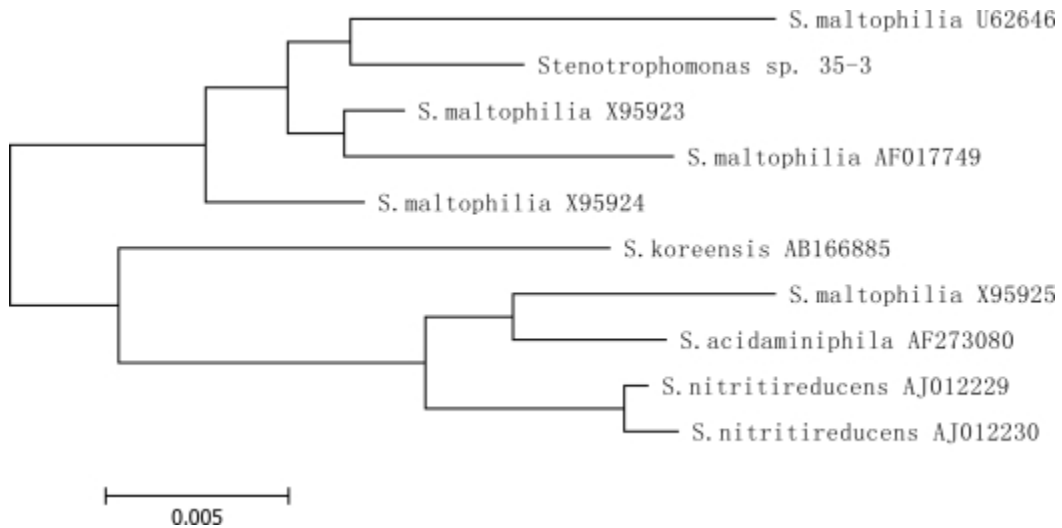 S.maltophilia U62646
Stenotrophomonas sp. 35-3
S.maltophilia X95923
S.maltophilia AF017749
S.maltophilia X95924
S.koreensis AB166885
S.maltophilia X95925
S.acidaminiphila AF273080
S.nitritireducens AJ012229
S.nitritireducens AJ012230
0.005